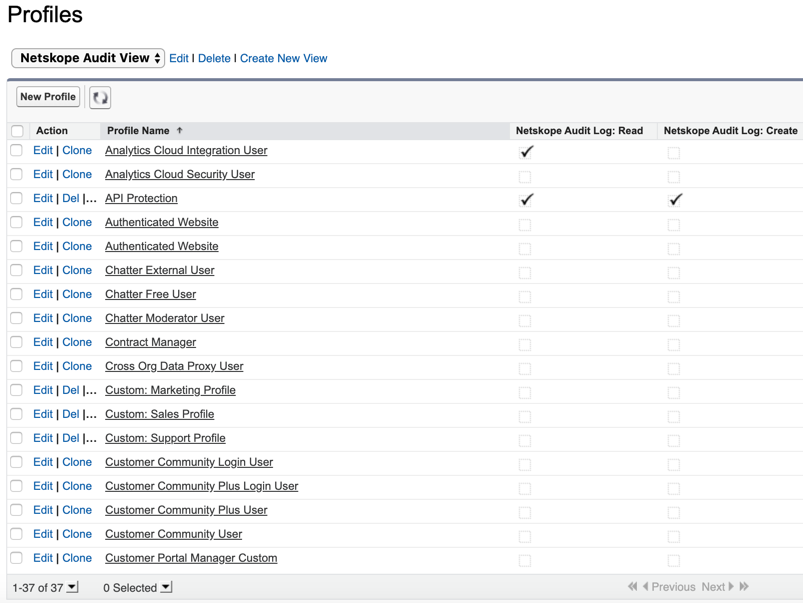 Profiles
Netskope Audit View Edit | Delete | Create New View
New Profile
Action Profile Name Netskope Audit Log: Read Netskope Audit Log: Create
Edit | Clone Analytics Cloud Integration User
Edit | Clone Analytics Cloud Security User
Edit | Del |... API Protection
Edit | Clone Authenticated Website
Edit | Clone Authenticated Website
Edit | Clone Chatter External User
Edit | Clone Chatter Free User
Edit | Clone Chatter Moderator User
Edit | Clone Contract Manager
Edit | Clone Cross Org Data Proxy User
Edit | Del |... Custom: Marketing Profile
Edit | Del |... Custom: Sales Profile
Edit | Del |... Custom: Support Profile
Edit | Clone Customer Community Login User
Edit | Clone Customer Community Plus Login User
Edit | Clone Customer Community Plus User
Edit | Clone Customer Community User
Edit | Clone Customer Portal Manager Custom
1-37 of 37 0 Selected Previous Next